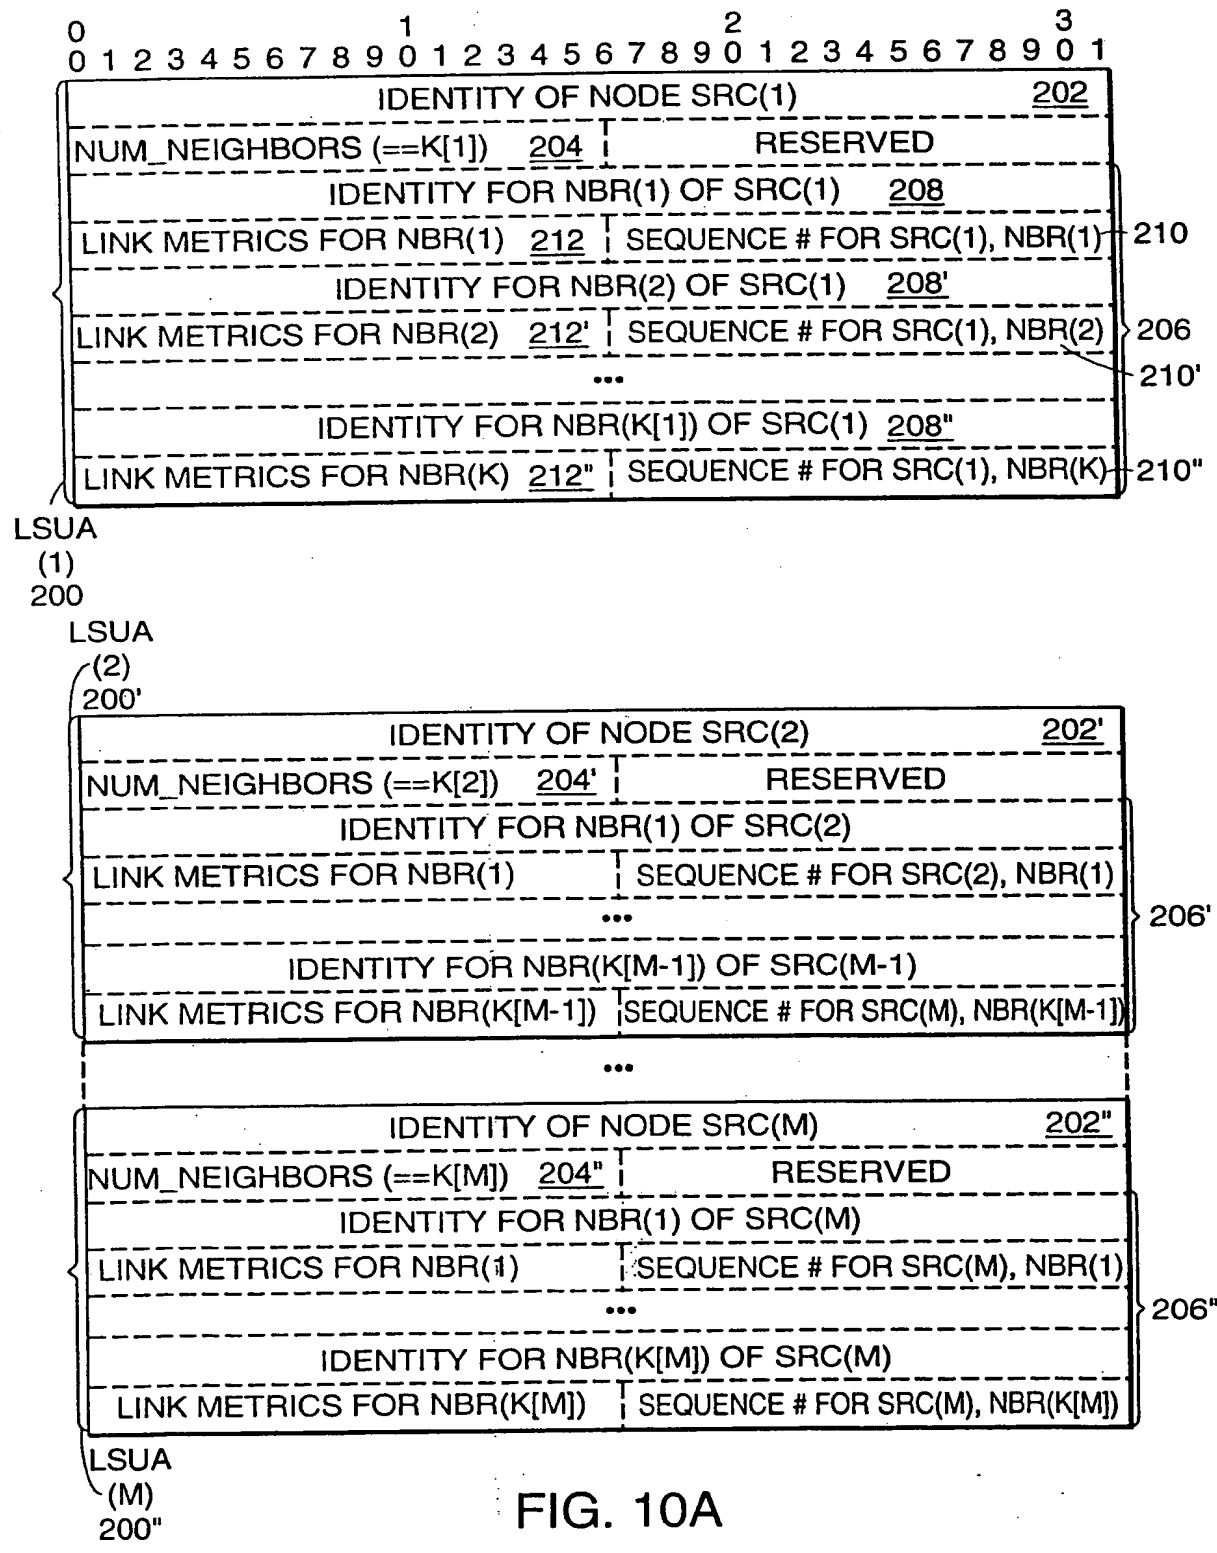 0 1 2 3
0 1 2 3 4 5 6 7 8 9 0 1 2 3 4 5 6 7 8 9 0 1 2 3 4 5 6 7 8 9 0 1
IDENTITY OF NODE SRC(1) 202
NUM_NEIGHBORS (==K[1]) 204 RESERVED
IDENTITY FOR NBR(1) OF SRC(1) 208
LINK METRICS FOR NBR(1) 212 SEQUENCE # FOR SRC(1), NBR(1) 210
IDENTITY FOR NBR(2) OF SRC(1) 208'
LINK METRICS FOR NBR(2) 212' SEQUENCE # FOR SRC(1), NBR(2) 206
••• 210'
IDENTITY FOR NBR(K[1]) OF SRC(1) 208"
LINK METRICS FOR NBR(K) 212" SEQUENCE # FOR SRC(1), NBR(K) 210"
LSUA
(1)
200
LSUA
(2)
200'
IDENTITY OF NODE SRC(2) 202'
NUM_NEIGHBORS (==K[2]) 204' RESERVED
IDENTITY FOR NBR(1) OF SRC(2)
LINK METRICS FOR NBR(1) SEQUENCE # FOR SRC(2), NBR(1)
••• 206'
IDENTITY FOR NBR(K[M-1]) OF SRC(M-1)
LINK METRICS FOR NBR(K[M-1]) SEQUENCE # FOR SRC(M), NBR(K[M-1])
•••
IDENTITY OF NODE SRC(M) 202"
NUM_NEIGHBORS (==K[M]) 204" RESERVED
IDENTITY FOR NBR(1) OF SRC(M)
LINK METRICS FOR NBR(1) SEQUENCE # FOR SRC(M), NBR(1)
••• 206"
IDENTITY FOR NBR(K[M]) OF SRC(M)
LINK METRICS FOR NBR(K[M]) SEQUENCE # FOR SRC(M), NBR(K[M])
LSUA
(M)
200"
FIG. 10A